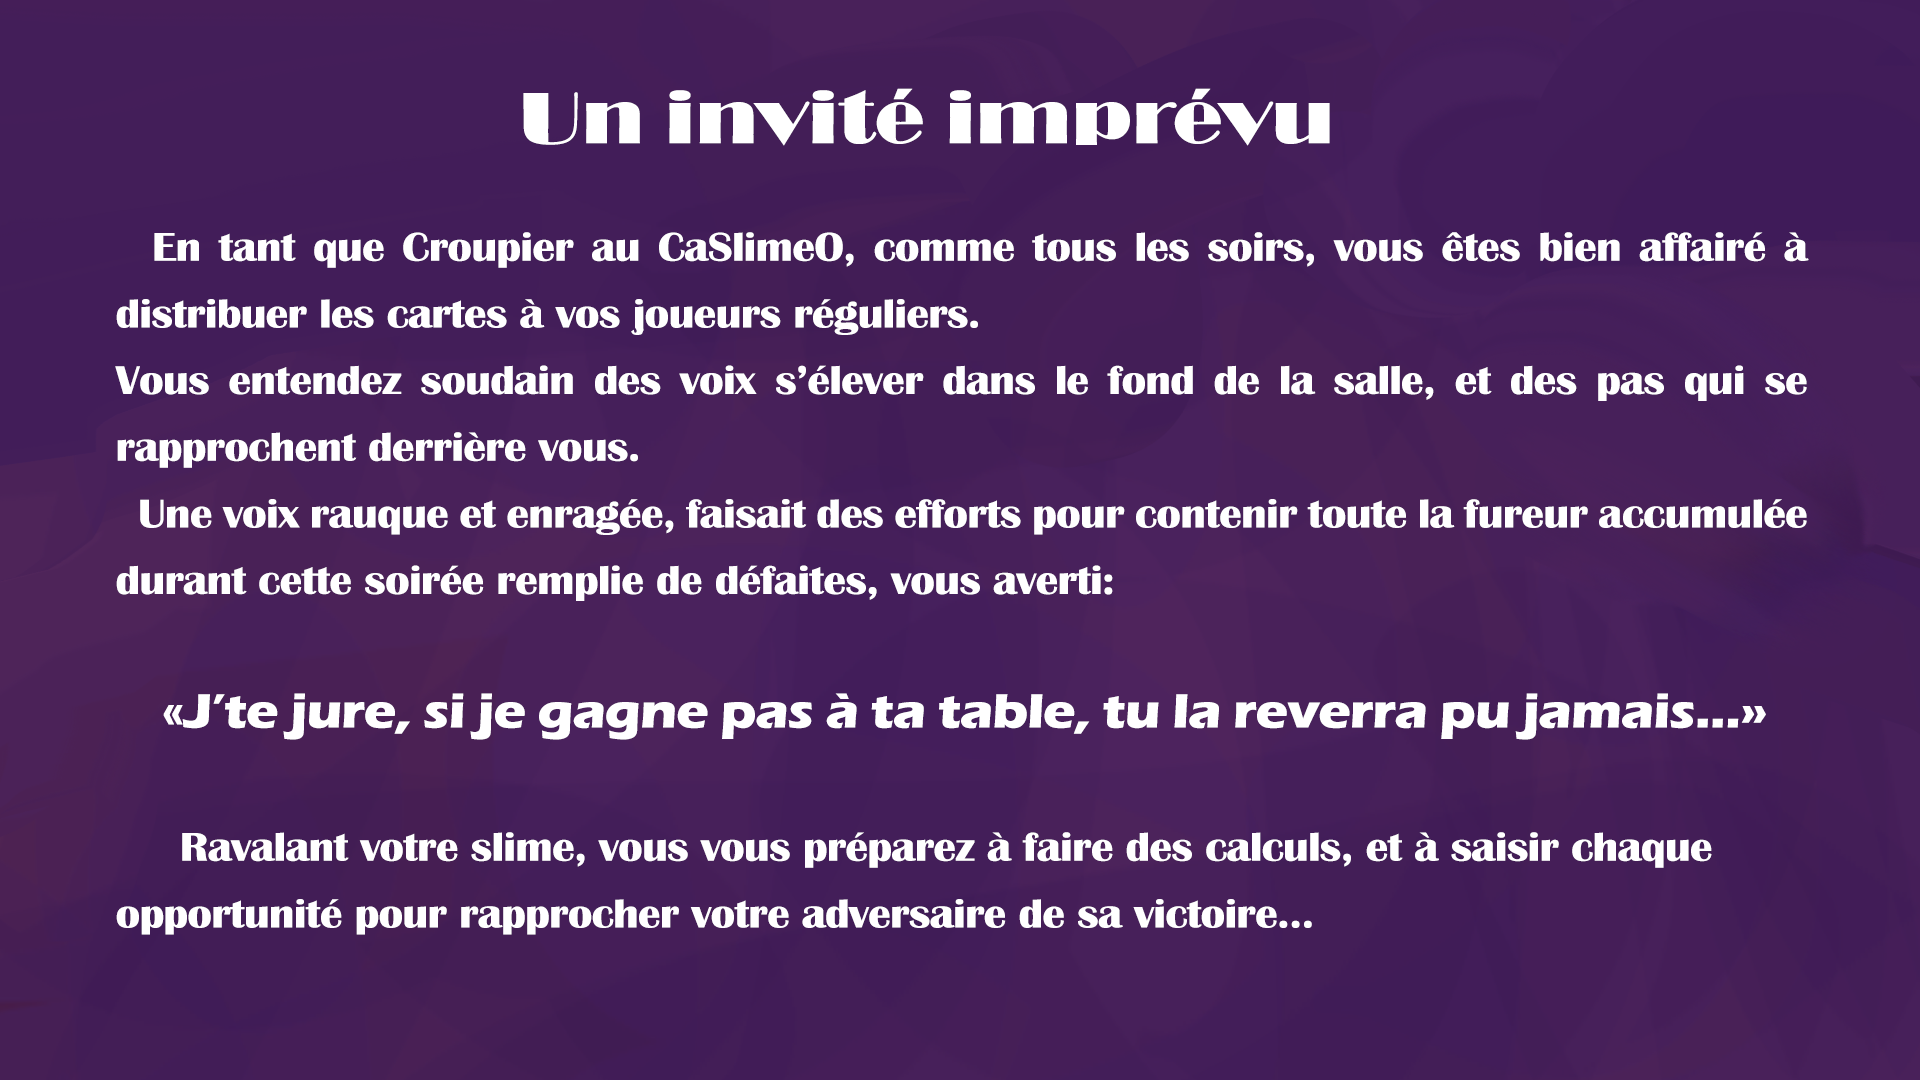 Un invité imprévu
En tant que Croupier au CaSlimeO, comme tous les soirs, vous êtes bien affairé à
distribuer les cartes à vos joueurs réguliers.
Vous entendez soudain des voix s’élever dans le fond de la salle, et des pas qui se
rapprochent derrière vous.
Une voix rauque et enragée, faisait des efforts pour contenir toute la fureur accumulée
durant cette soirée remplie de défaites, vous averti:
«J’te jure, si je gagne pas à ta table, tu la reverra pu jamais...»
Ravalant votre slime, vous vous préparez à faire des calculs, et à saisir chaque
opportunité pour rapprocher votre adversaire de sa victoire...